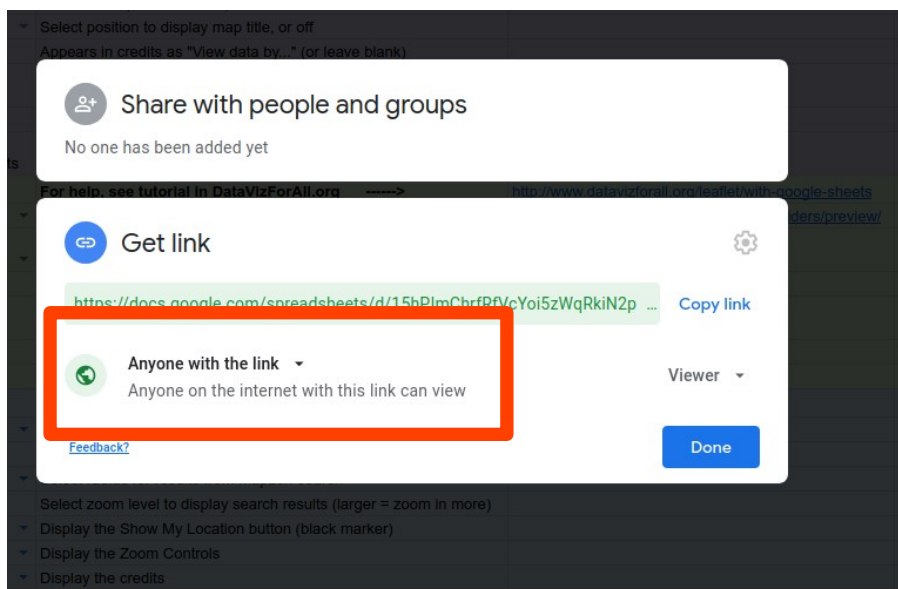 Select position to display map title, or off
Appears in credits as "View data by..." (or leave blank)
Share with people and groups
No one has been added yet
ts
For help, see tutorial in DataVizForAll.org ------>
http://www.datavizforall.org/leaflet/with-google-sheets
ders/preview/
Get link
https://docs.google.com/spreadsheets/d/ ...
Copy link
Anyone with the link
Anyone on the internet with this link can view
Viewer
Feedback?
Done
Select zoom level to display search results (larger = zoom in more)
Display the Show My Location button (black marker)
Display the Zoom Controls
Display the credits